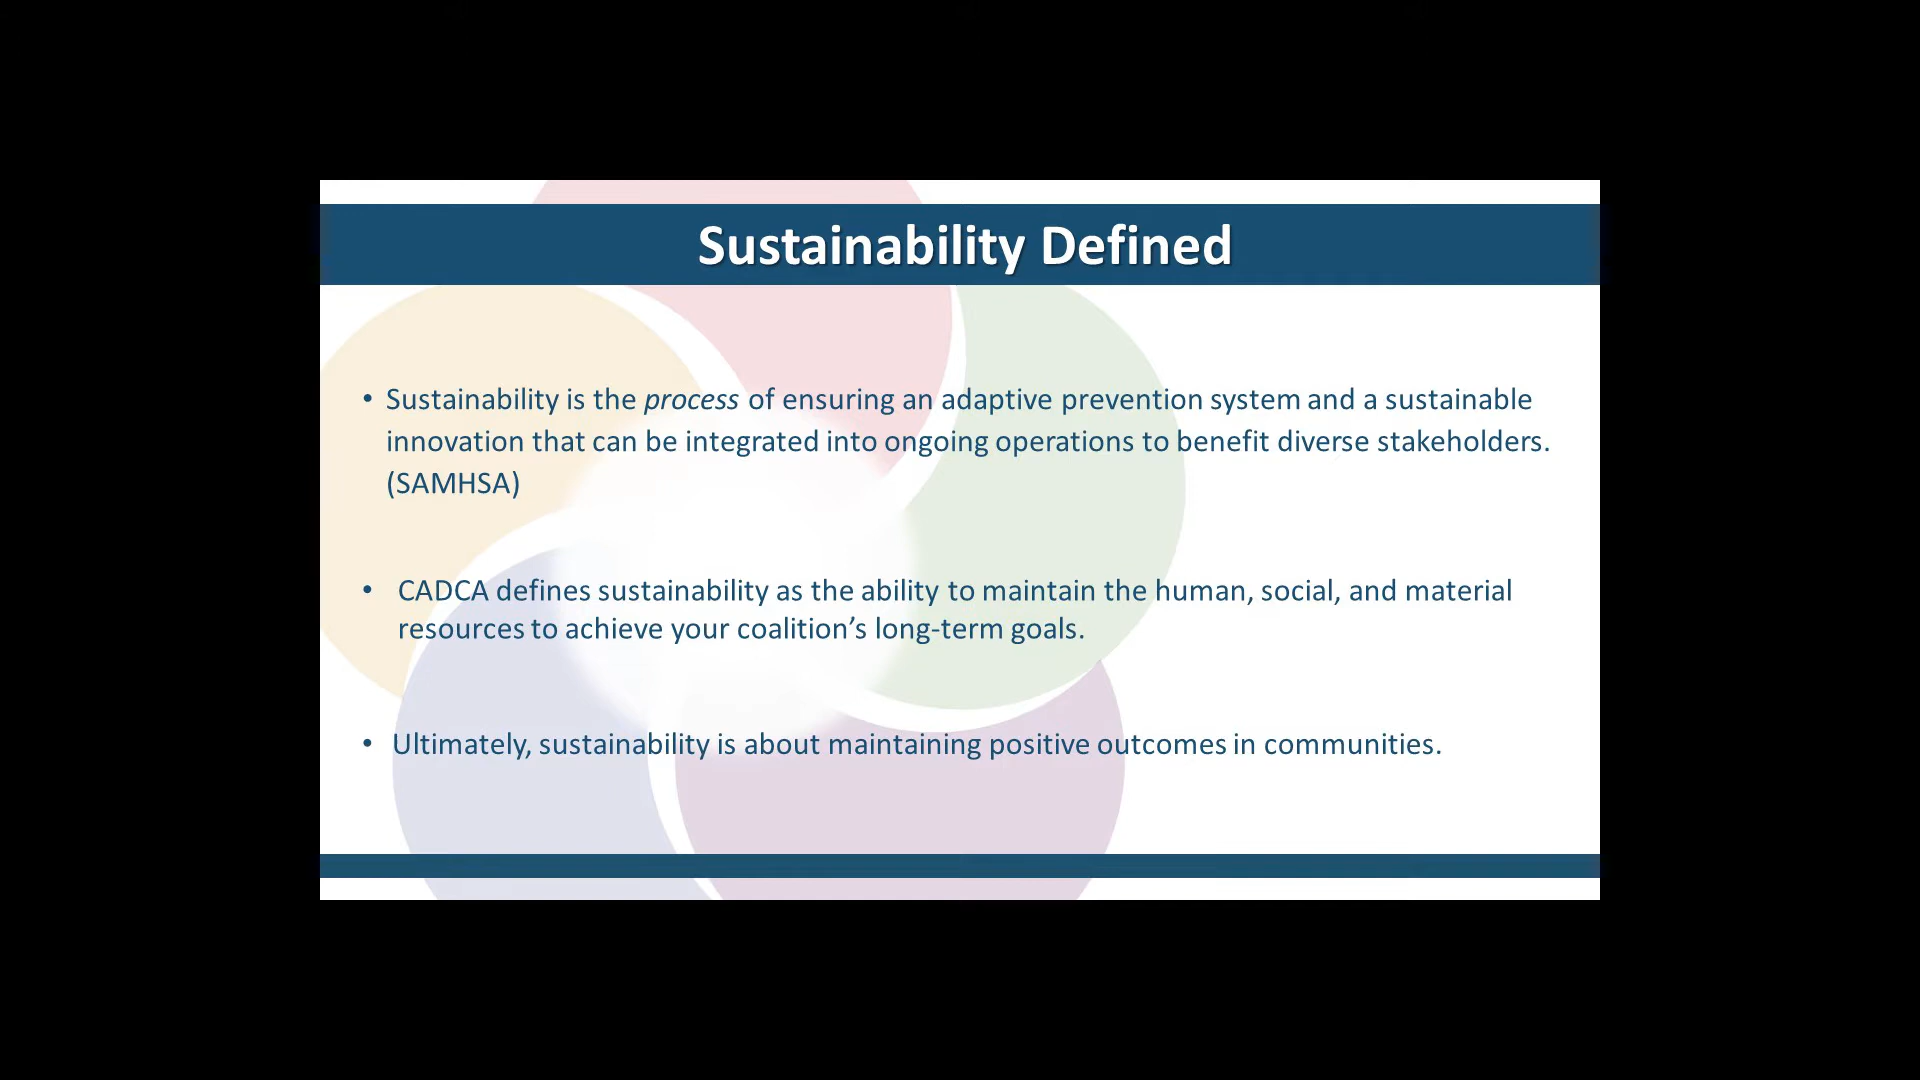 Sustainability Defined
• Sustainability is the process of ensuring an adaptive prevention system and a sustainable
innovation that can be integrated into ongoing operations to benefit diverse stakeholders.
(SAMHSA)
• CADCA defines sustainability as the ability to maintain the human, social, and material
resources to achieve your coalition’s long-term goals.
• Ultimately, sustainability is about maintaining positive outcomes in communities.